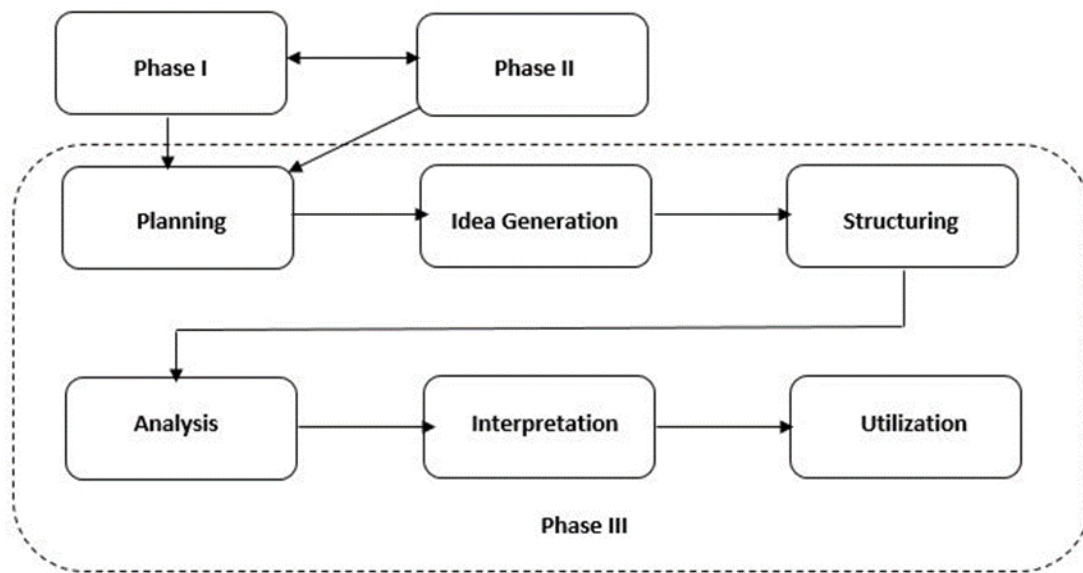 Phase I
Phase II
Planning
Idea Generation
Structuring
Analysis
Interpretation
Utilization
Phase III